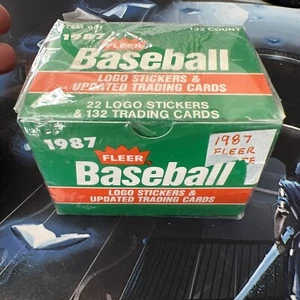 132 COUNT
1987
FLEER
Baseball
LOGO STICKERS &
UPDATED TRADING CARDS
22 LOGO STICKERS
& 132 TRADING CARDS
1987
FLEER
Baseball
LOGO STICKERS &
UPDATED TRADING CARDS
1987
FLEER